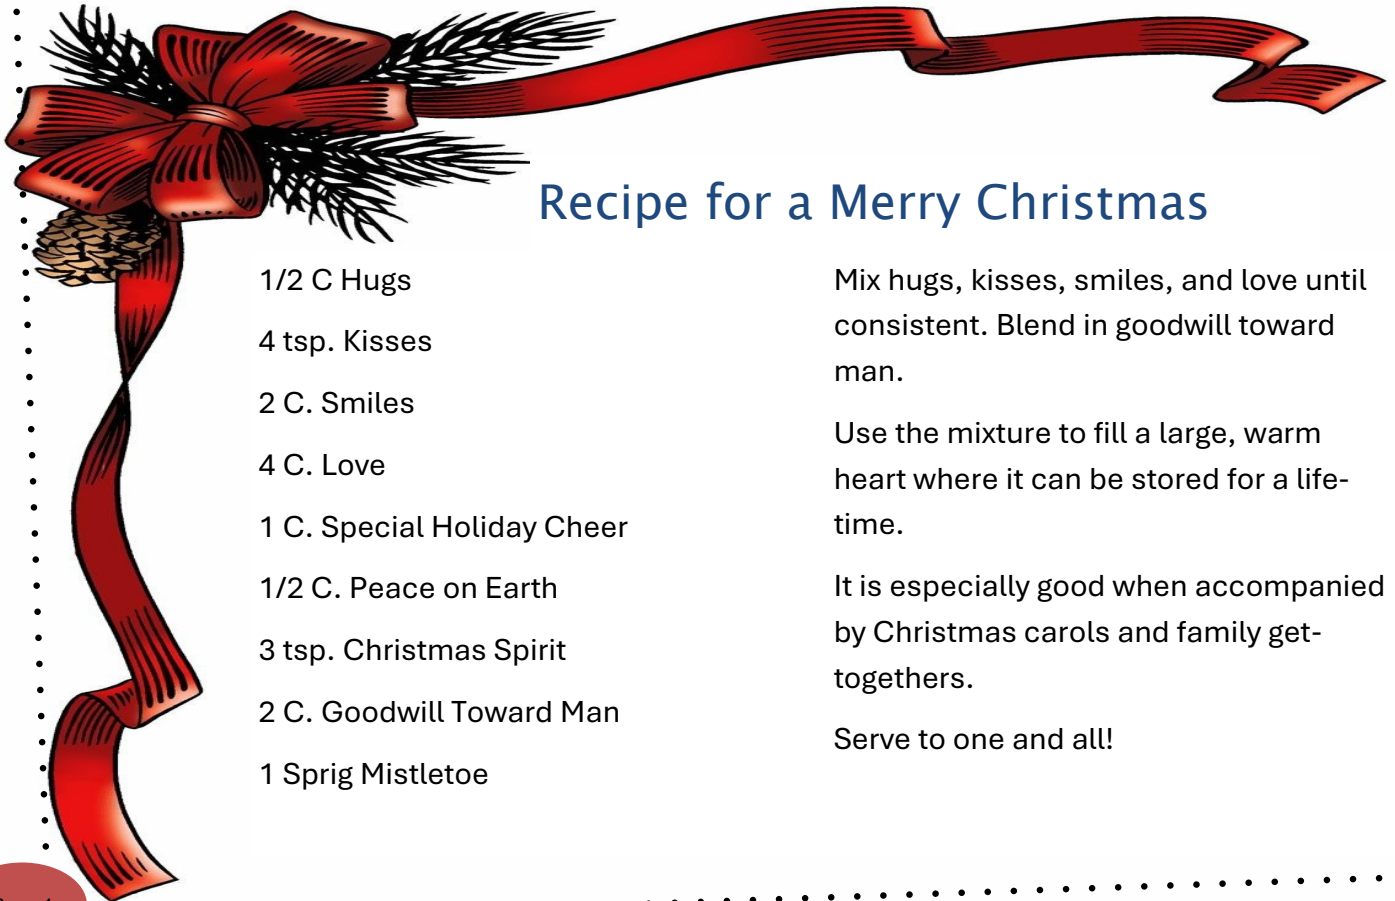 Recipe for a Merry Christmas
1/2 C Hugs
4 tsp. Kisses
2 C. Smiles
4 C. Love
1 C. Special Holiday Cheer
1/2 C. Peace on Earth
3 tsp. Christmas Spirit
2 C. Goodwill Toward Man
1 Sprig Mistletoe
Mix hugs, kisses, smiles, and love until
consistent. Blend in goodwill toward
man.
Use the mixture to fill a large, warm
heart where it can be stored for a life-
time.
It is especially good when accompanied
by Christmas carols and family get-
togethers.
Serve to one and all!